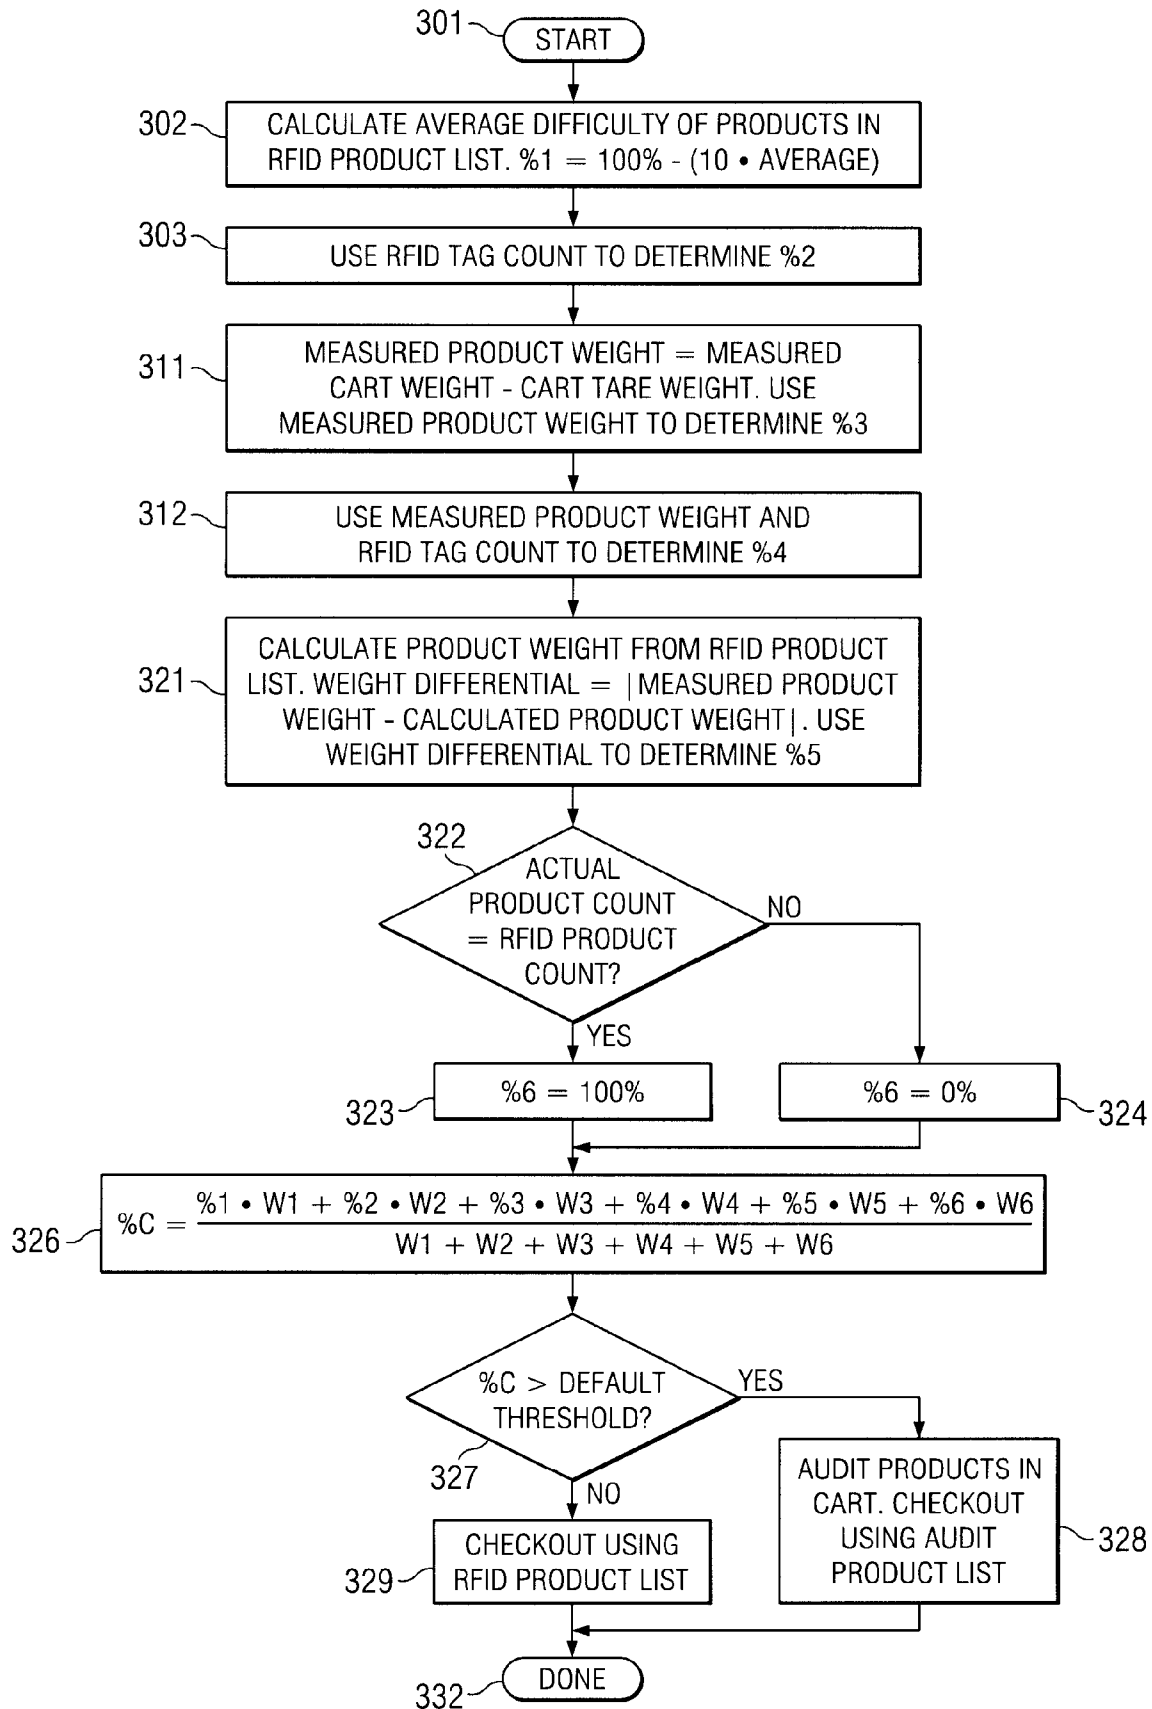 301
START
302
CALCULATE AVERAGE DIFFICULTY OF PRODUCTS IN
RFID PRODUCT LIST. %1 = 100% - (10 • AVERAGE)
303
USE RFID TAG COUNT TO DETERMINE %2
311
MEASURED PRODUCT WEIGHT = MEASURED
CART WEIGHT - CART TARE WEIGHT. USE
MEASURED PRODUCT WEIGHT TO DETERMINE %3
312
USE MEASURED PRODUCT WEIGHT AND
RFID TAG COUNT TO DETERMINE %4
321
CALCULATE PRODUCT WEIGHT FROM RFID PRODUCT
LIST. WEIGHT DIFFERENTIAL = |MEASURED PRODUCT
WEIGHT - CALCULATED PRODUCT WEIGHT|. USE
WEIGHT DIFFERENTIAL TO DETERMINE %5
322
ACTUAL
PRODUCT COUNT
= RFID PRODUCT
COUNT?
NO
YES
323
%6 = 100%
%6 = 0%
324
326
%C =
%1 • W1 + %2 • W2 + %3 • W3 + %4 • W4 + %5 • W5 + %6 • W6
W1 + W2 + W3 + W4 + W5 + W6
%C > DEFAULT
THRESHOLD?
YES
327
NO
329
CHECKOUT USING
RFID PRODUCT LIST
AUDIT PRODUCTS IN
CART. CHECKOUT
USING AUDIT
PRODUCT LIST
328
332
DONE